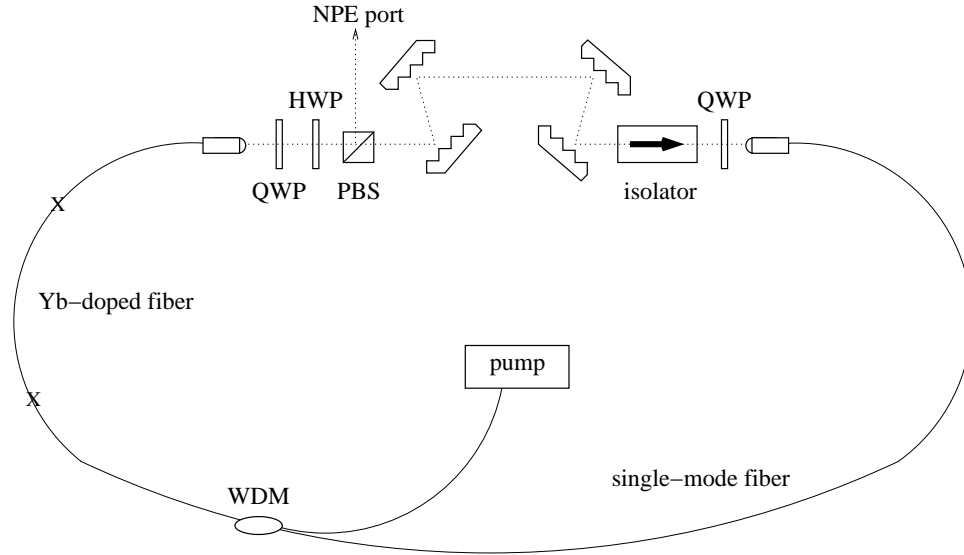 NPE port
HWP
QWP
QWP
PBS
isolator
X
Yb−doped fiber
pump
X
single−mode fiber
WDM